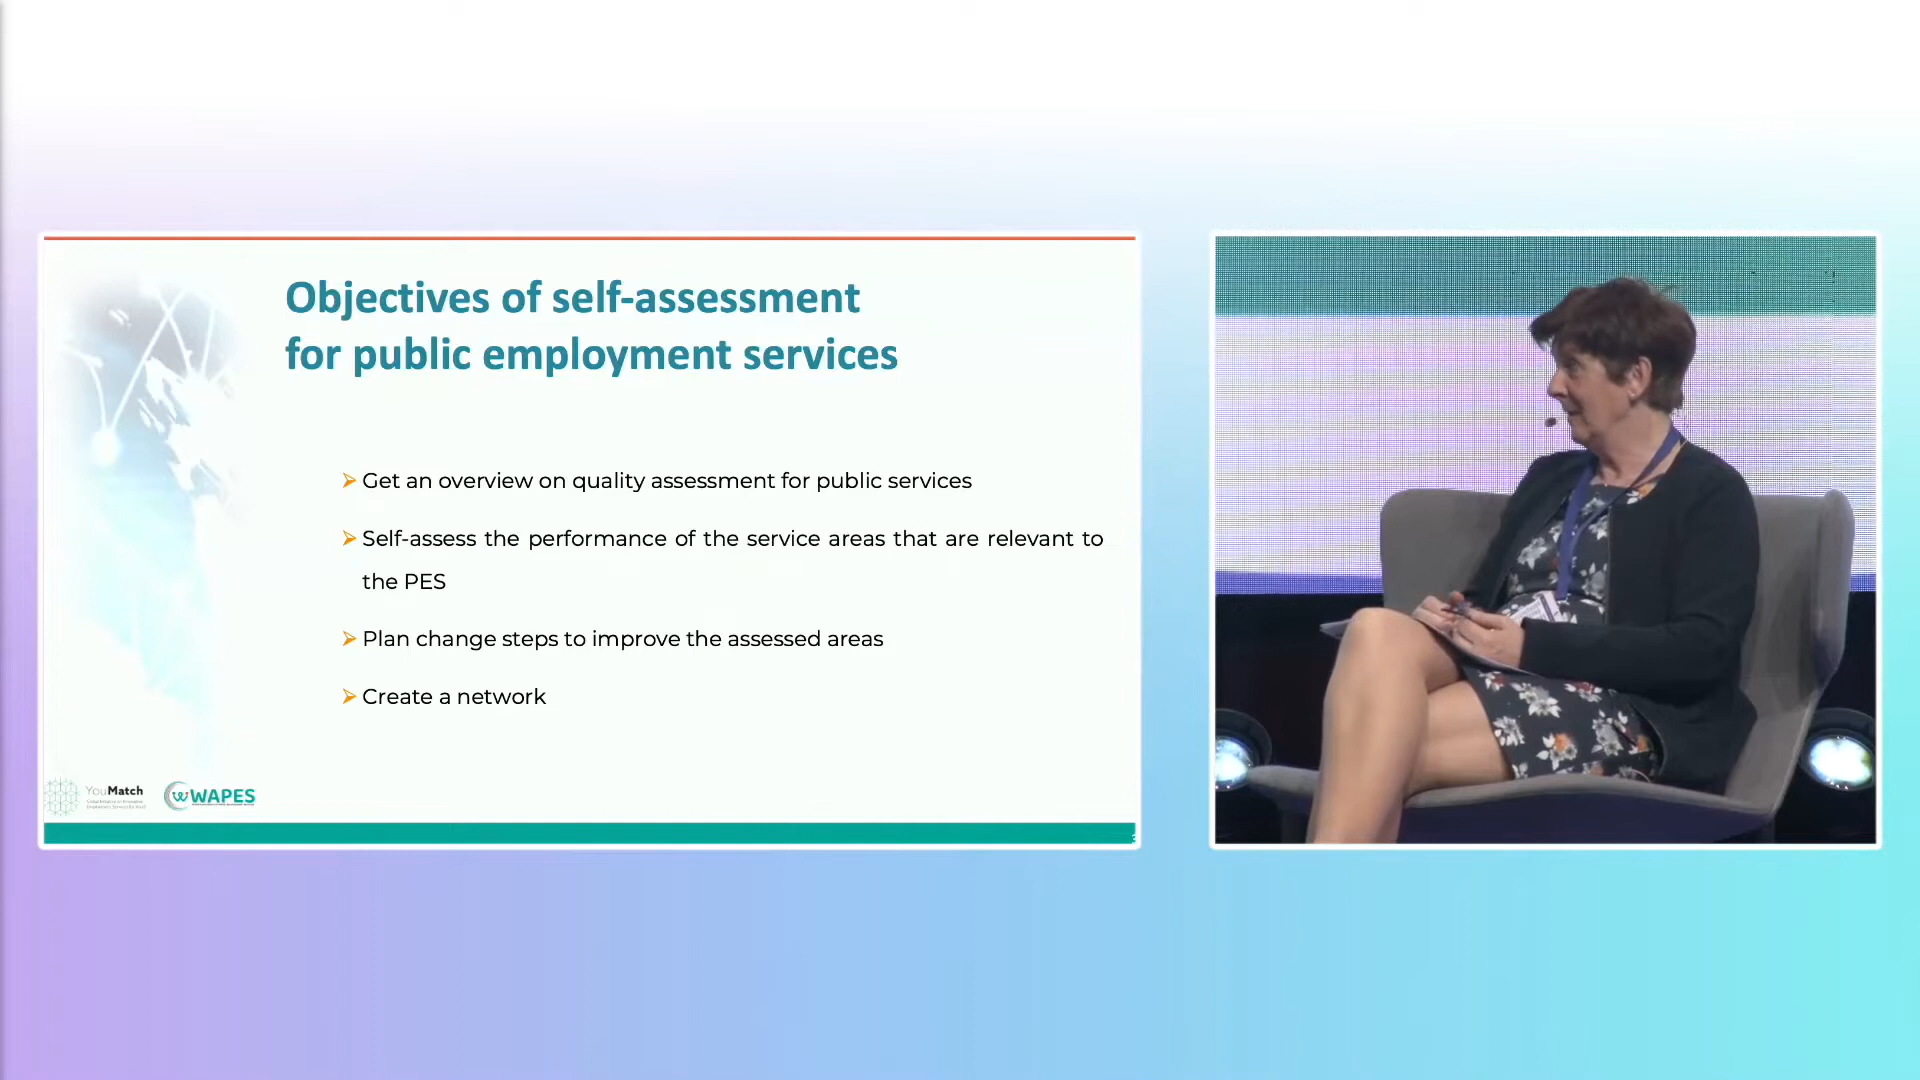 Objectives of self-assessment
for public employment services
Get an overview on quality assessment for public services
Self-assess the performance of the service areas that are relevant to
the PES
Plan change steps to improve the assessed areas
Create a network
YouMatch
WAPES